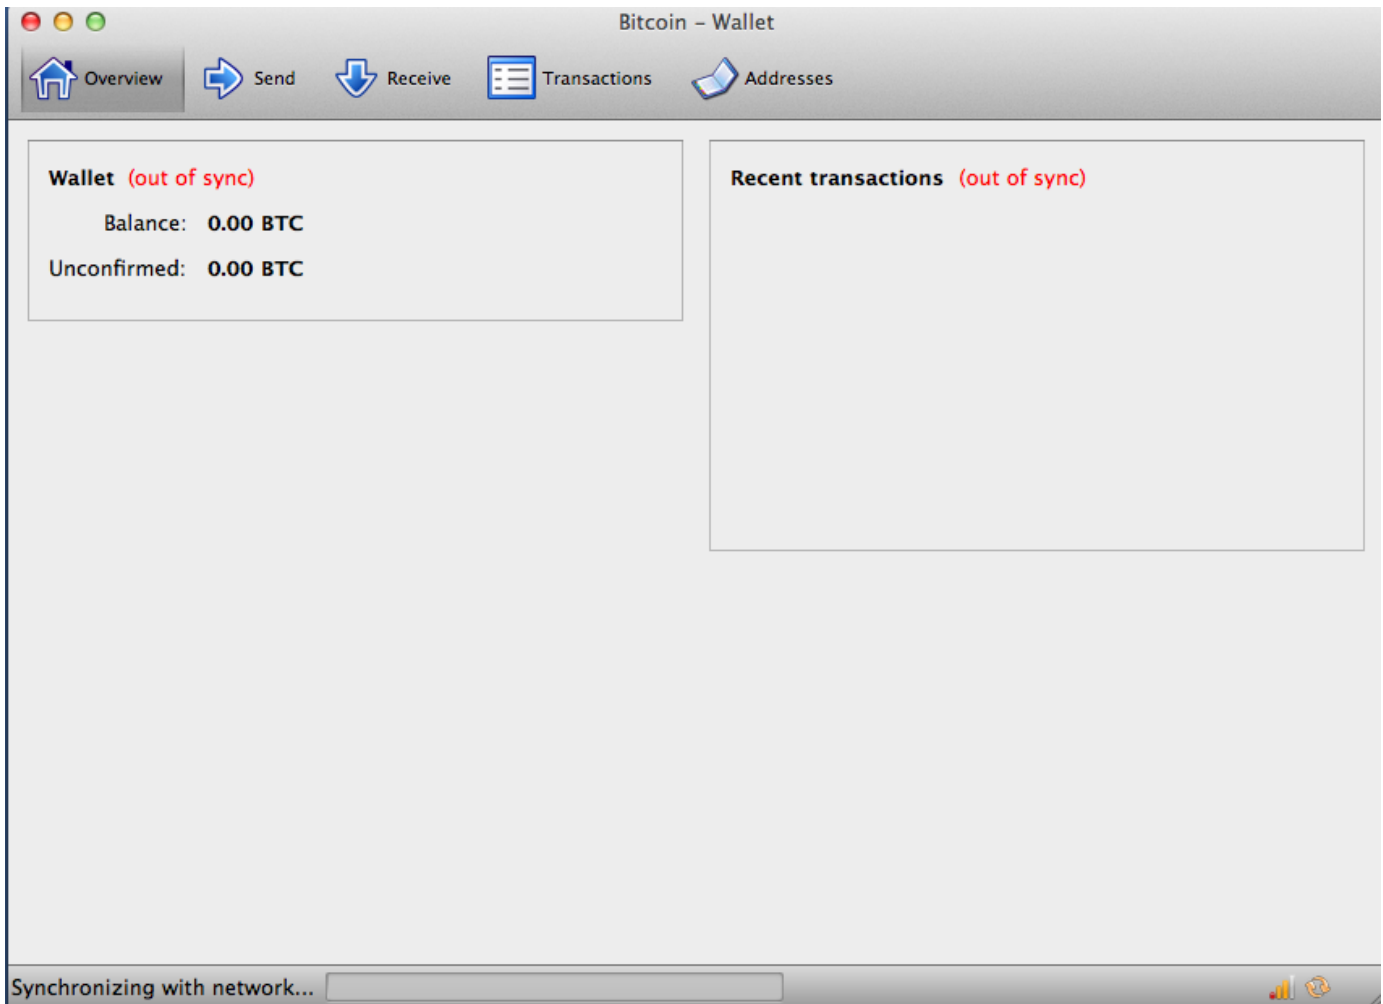 Bitcoin – Wallet
Overview Send Receive Transactions Addresses
Wallet (out of sync)
Balance: 0.00 BTC
Unconfirmed: 0.00 BTC
Recent transactions (out of sync)
Synchronizing with network...